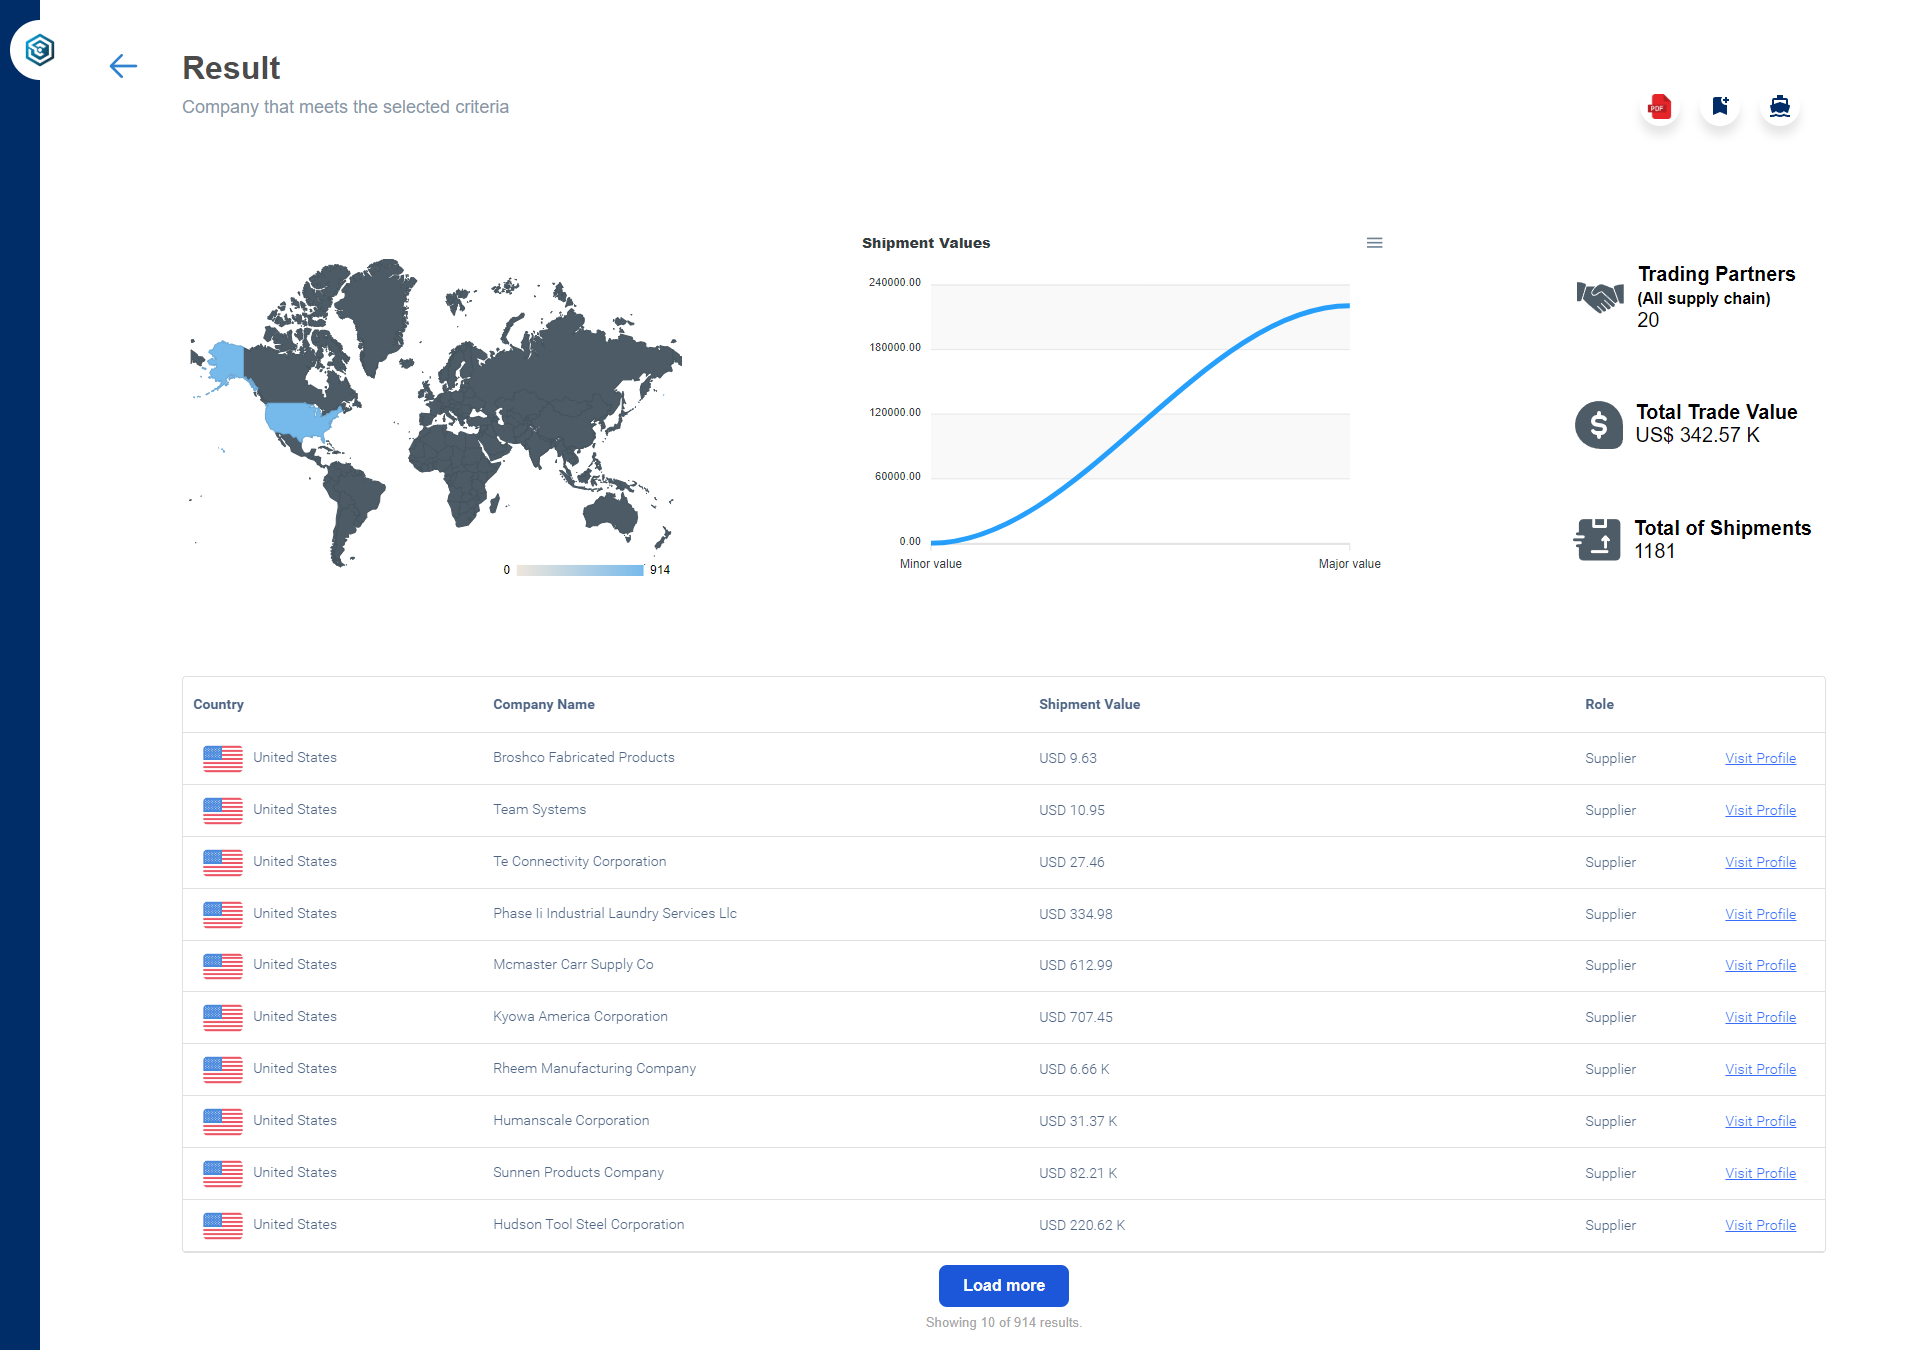 Result
Company that meets the selected criteria
PDF
Shipment Values
240000.00
180000.00
120000.00
60000.00
0.00
Minor value
Major value
0
914
Trading Partners
(All supply chain)
20
Total Trade Value
US$ 342.57 K
Total of Shipments
1181
Country Company Name Shipment Value Role
United States Broshco Fabricated Products USD 9.63 Supplier Visit Profile
United States Team Systems USD 10.95 Supplier Visit Profile
United States Te Connectivity Corporation USD 27.46 Supplier Visit Profile
United States Phase Ii Industrial Laundry Services Llc USD 334.98 Supplier Visit Profile
United States Mcmaster Carr Supply Co USD 612.99 Supplier Visit Profile
United States Kyowa America Corporation USD 707.45 Supplier Visit Profile
United States Rheem Manufacturing Company USD 6.66 K Supplier Visit Profile
United States Humanscale Corporation USD 31.37 K Supplier Visit Profile
United States Sunnen Products Company USD 82.21 K Supplier Visit Profile
United States Hudson Tool Steel Corporation USD 220.62 K Supplier Visit Profile
Load more
Showing 10 of 914 results.